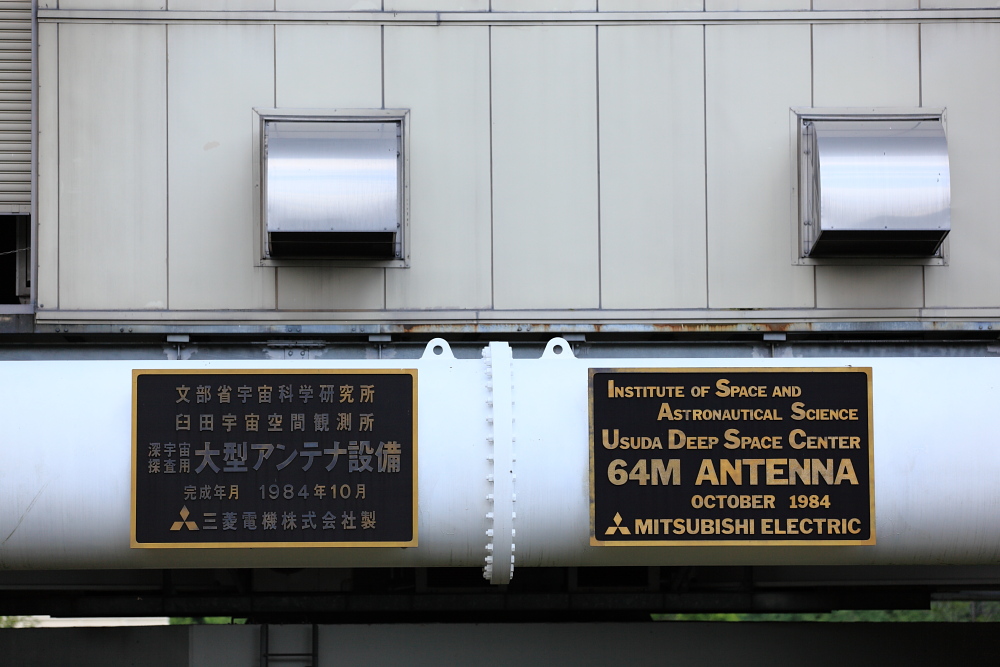 文部省宇宙科学研究所
臼田宇宙空間観測所
深宇宙探査用 大型アンテナ設備
完成年月 1984年10月
三菱電機株式会社製
INSTITUTE OF SPACE AND
ASTRONAUTICAL SCIENCE
USUDA DEEP SPACE CENTER
64M ANTENNA
OCTOBER 1984
MITSUBISHI ELECTRIC